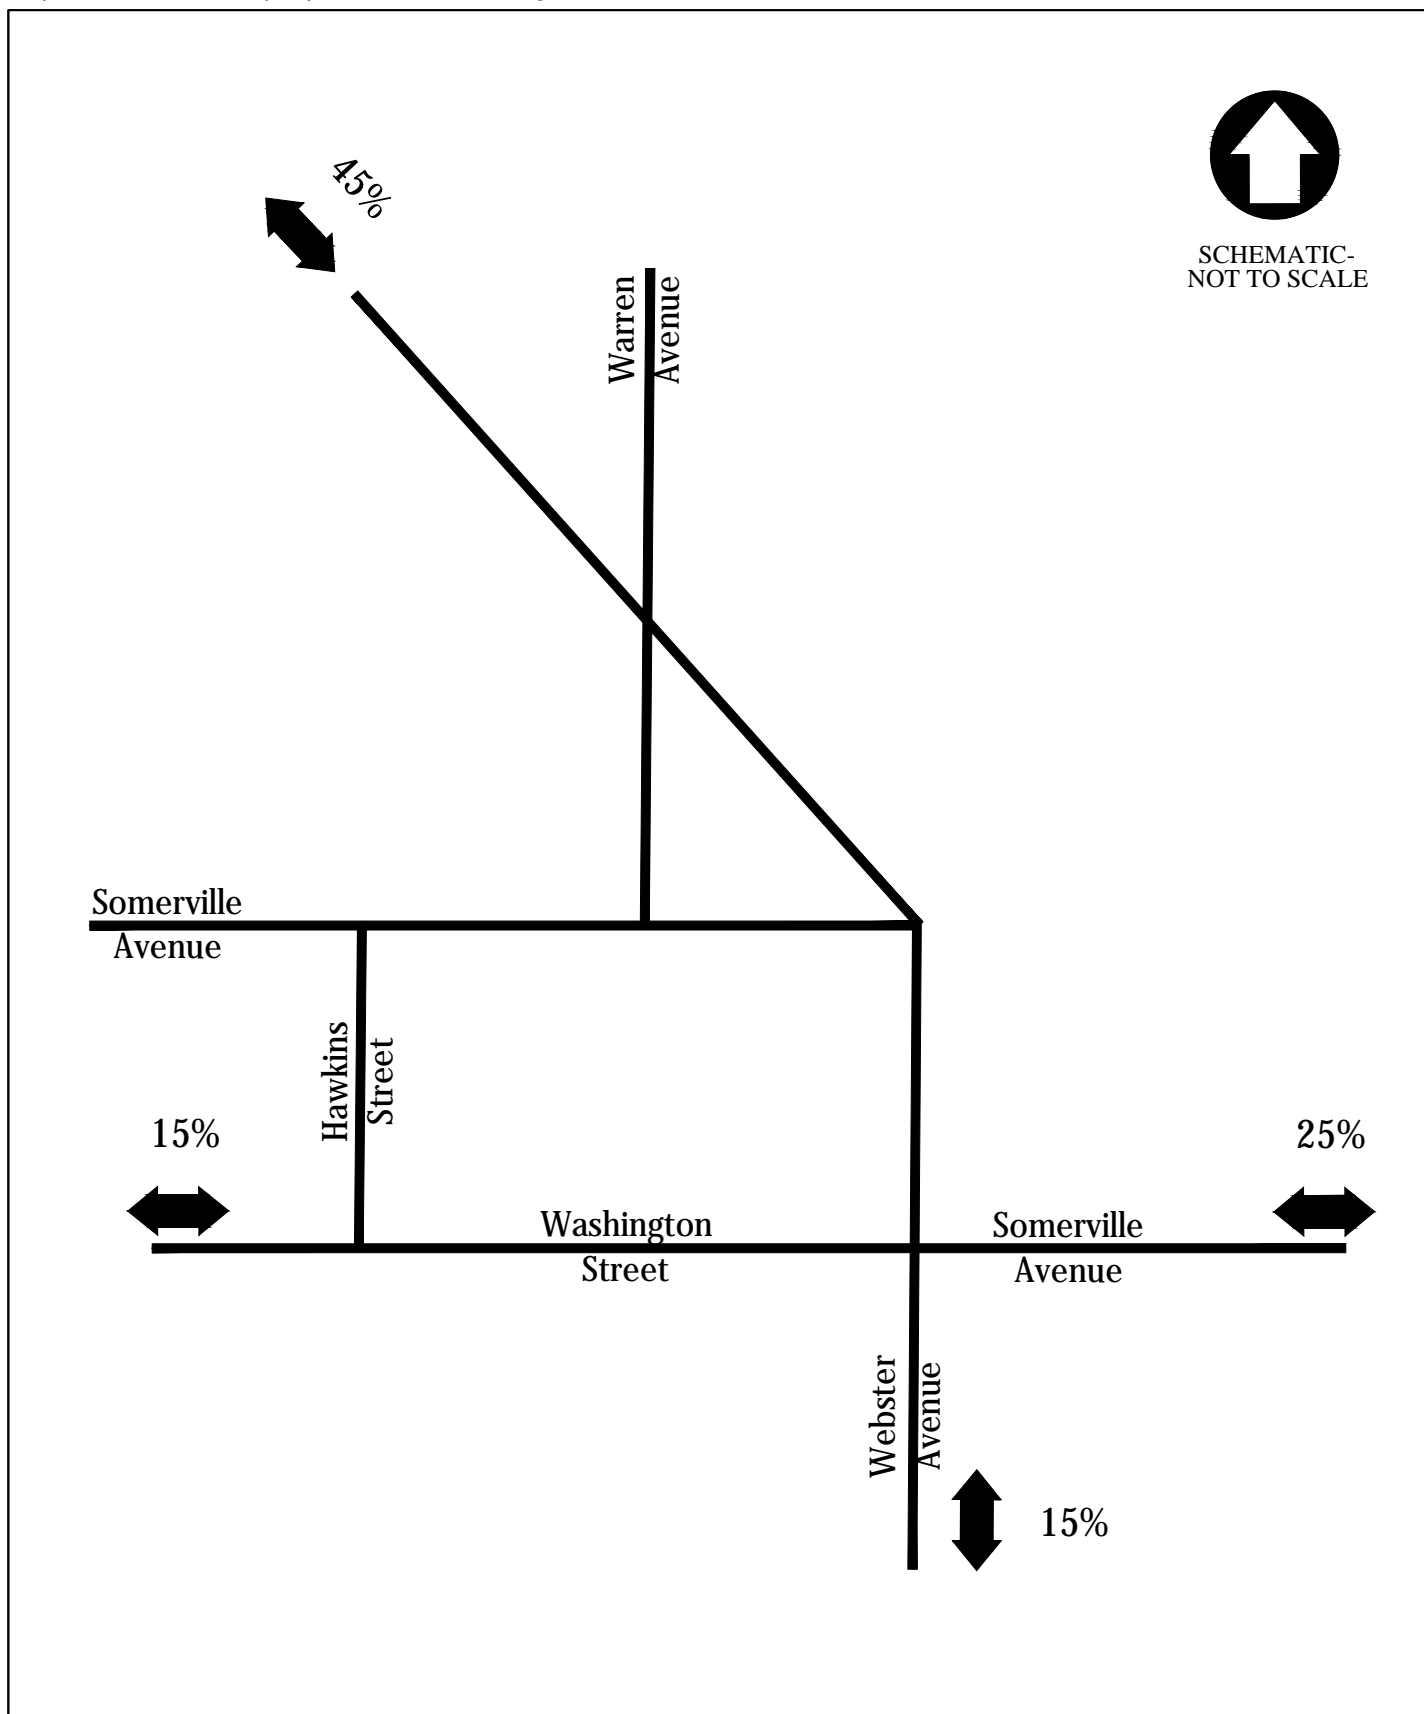 45%
SCHEMATIC-
NOT TO SCALE
Warren
Avenue
Somerville
Avenue
Hawkins
Street
15%
25%
Washington
Street
Somerville
Avenue
Webster
Avenue
15%